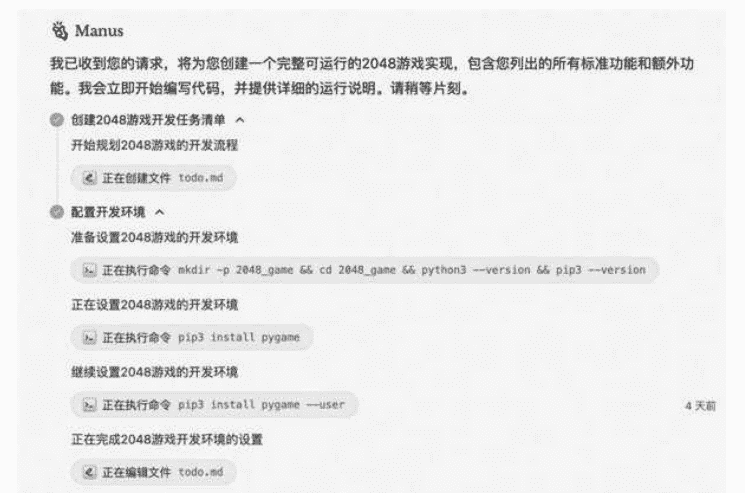 Manus
我已收到您的请求，将为您创建一个完整可运行的2048游戏实现，包含您列出的所有标准功能和额外功
能。我会立即开始编写代码，并提供详细的运行说明。请稍等片刻。
创建2048游戏开发任务清单
开始规划2048游戏的开发流程
正在创建文件 todo.md
配置开发环境
准备设置2048游戏的开发环境
正在执行命令 mkdir -p 2048_game && cd 2048_game && python3 --version && pip3 --version
正在设置2048游戏的开发环境
正在执行命令 pip3 install pygame
继续设置2048游戏的开发环境
正在执行命令 pip3 install pygame --user
4 天前
正在完成2048游戏开发环境的设置
正在编辑文件 todo.md